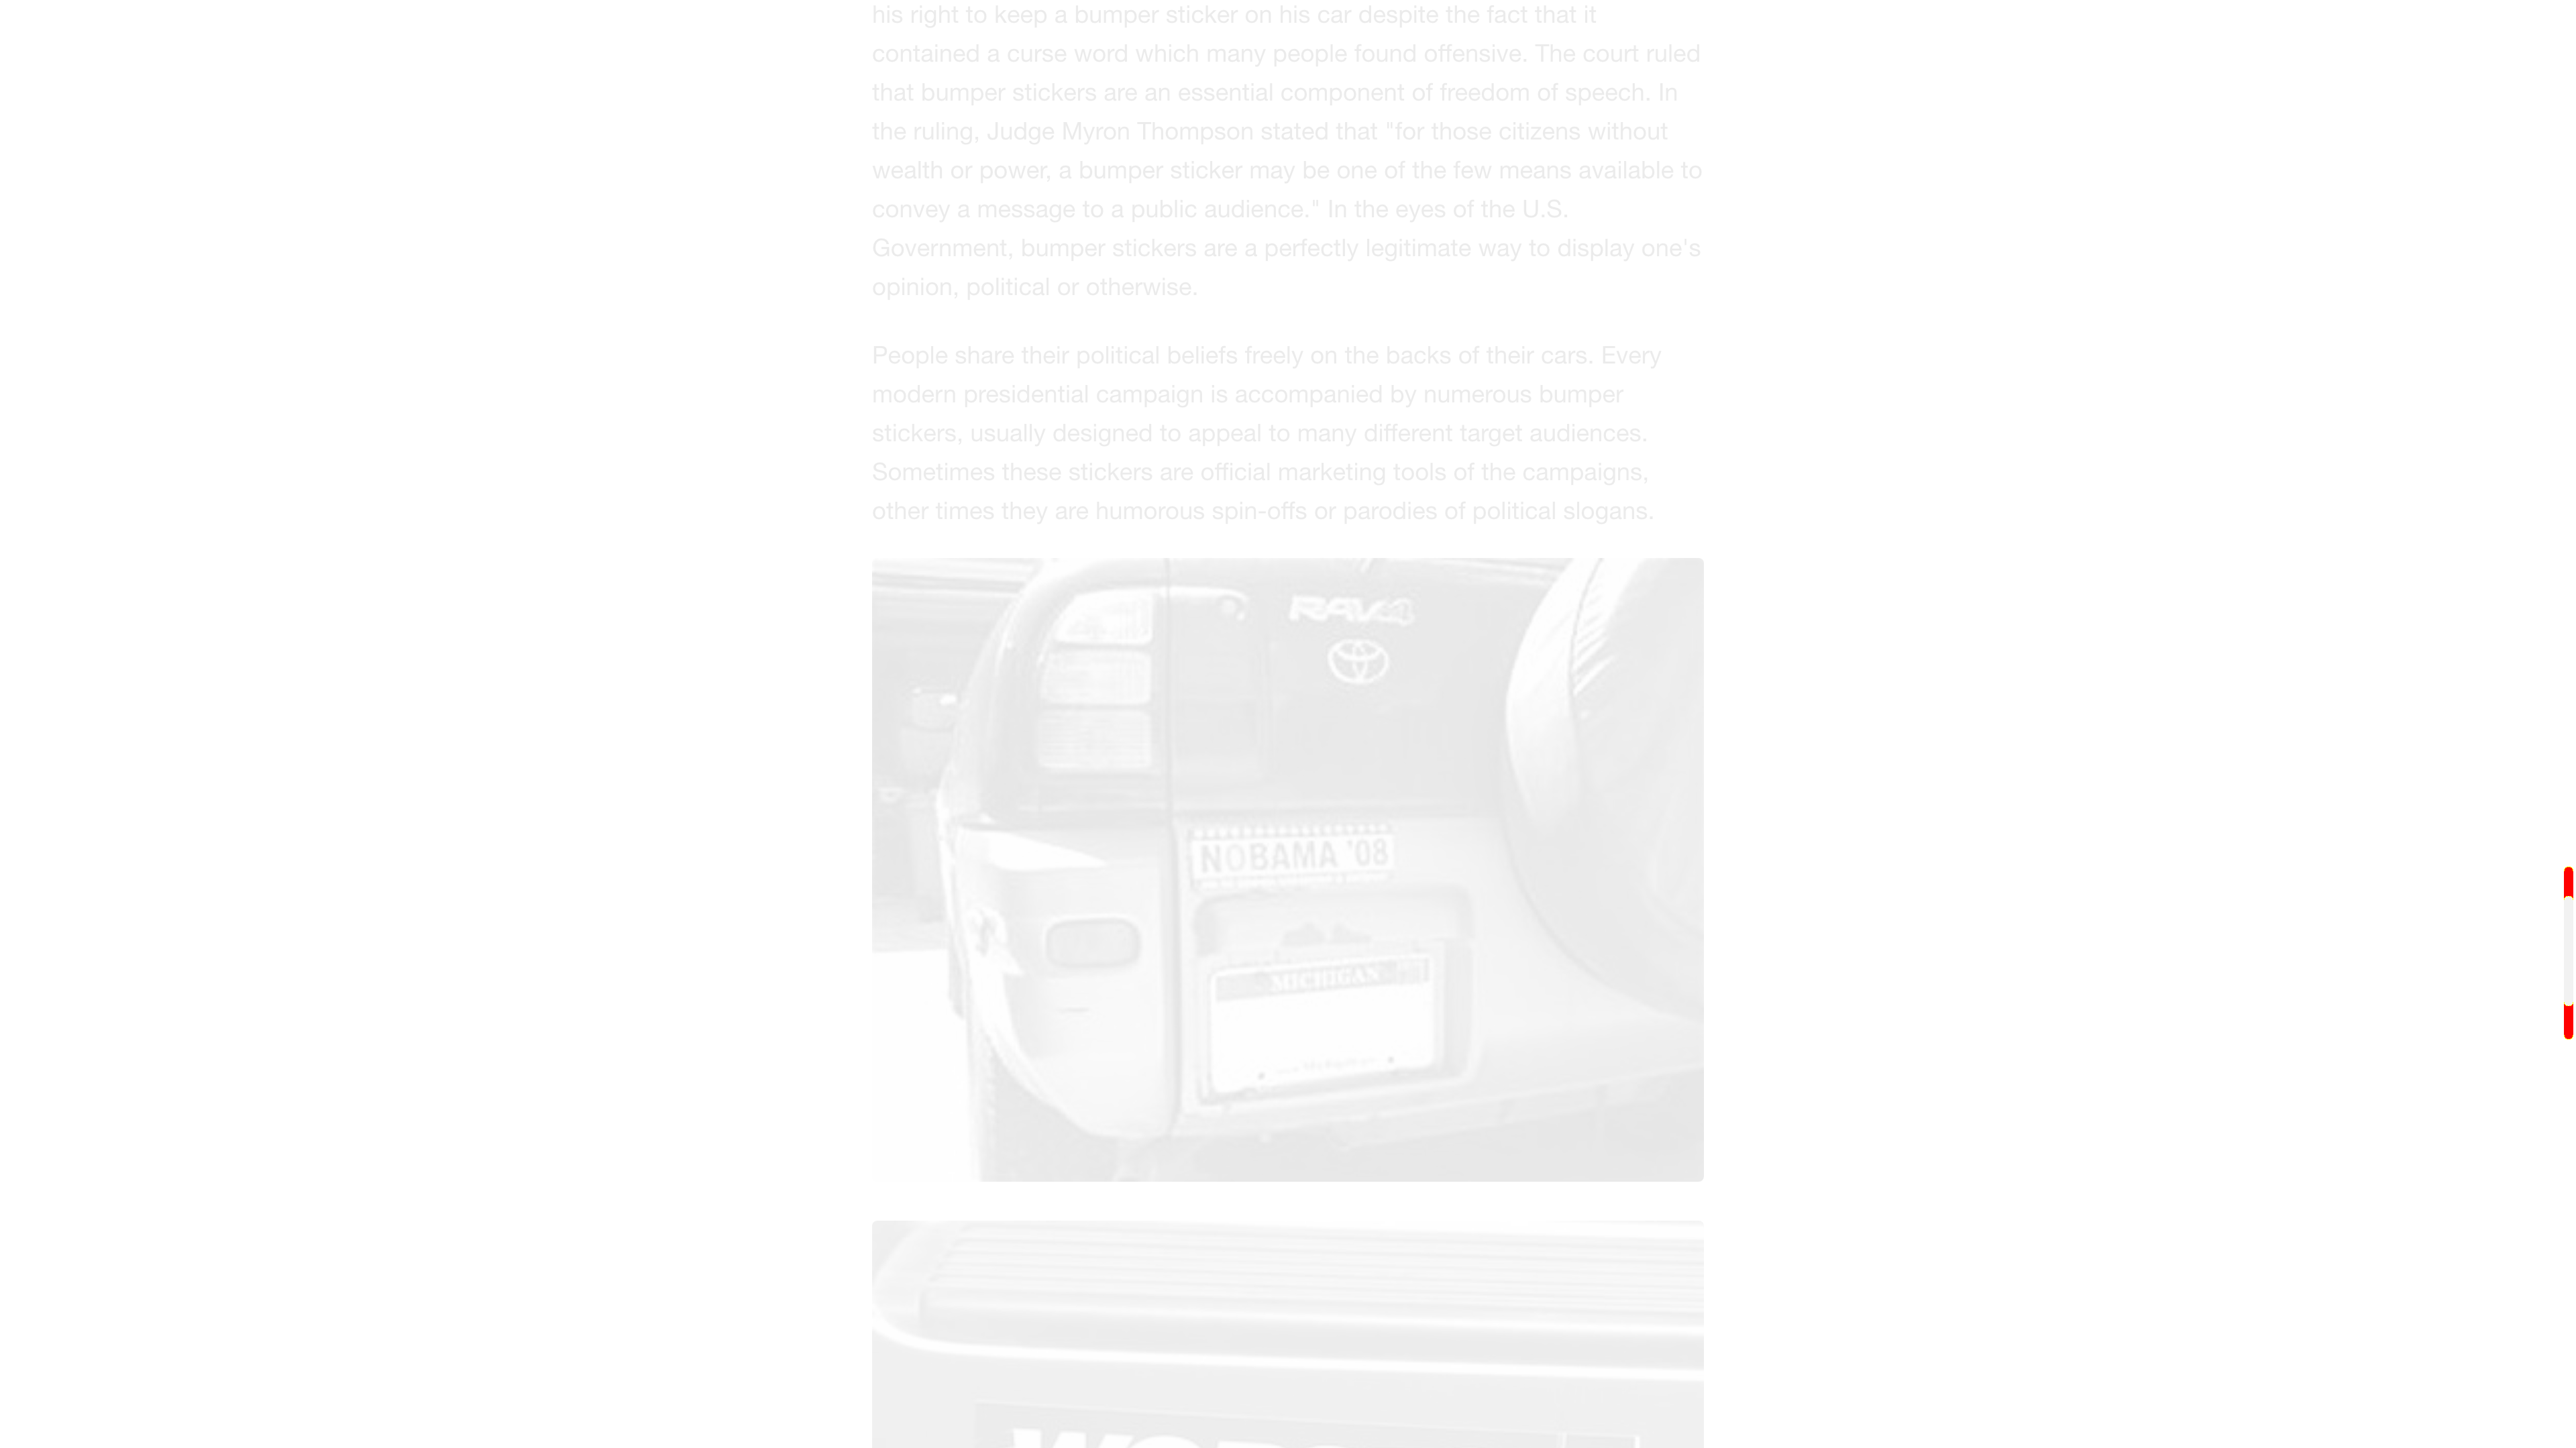 his right to keep a bumper sticker on his car despite the fact that it
contained a curse word which many people found offensive. The court ruled
that bumper stickers are an essential component of freedom of speech. In
the ruling, Judge Myron Thompson stated that "for those citizens without
wealth or power, a bumper sticker may be one of the few means available to
convey a message to a public audience." In the eyes of the U.S.
Government, bumper stickers are a perfectly legitimate way to display one's
opinion, political or otherwise.
People share their political beliefs freely on the backs of their cars. Every
modern presidential campaign is accompanied by numerous bumper
stickers, usually designed to appeal to many different target audiences.
Sometimes these stickers are official marketing tools of the campaigns,
other times they are humorous spin-offs or parodies of political slogans.
RAV4
NOBAMA '08
MICHIGAN